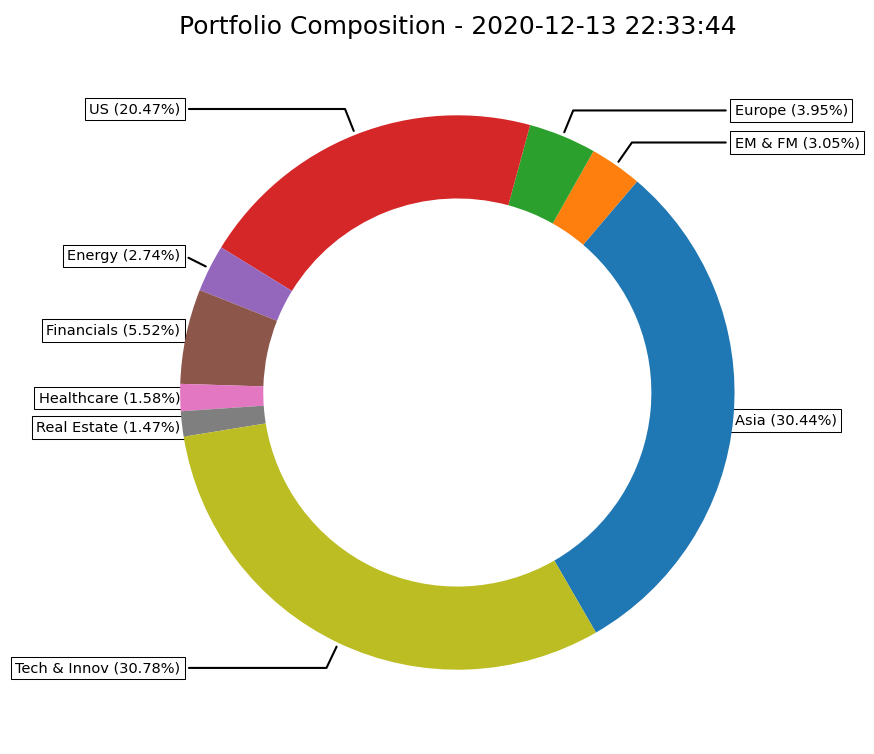 Portfolio Composition - 2020-12-13 22:33:44
US (20.47%)
Europe (3.95%)
EM & FM (3.05%)
Energy (2.74%)
Financials (5.52%)
Healthcare (1.58%)
Real Estate (1.47%)
Asia (30.44%)
Tech & Innov (30.78%)